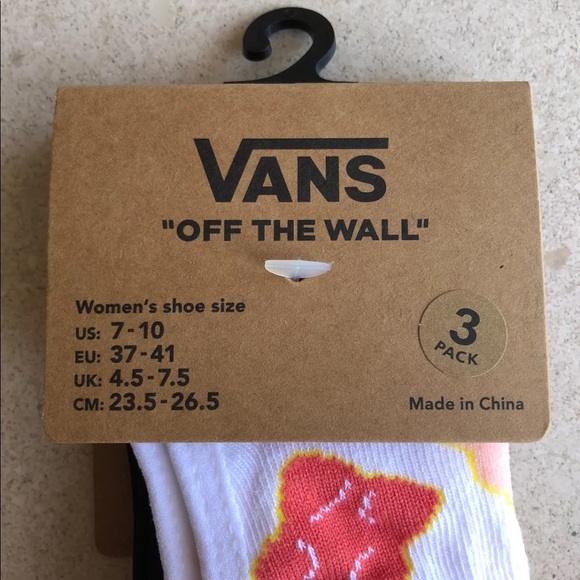 VANS
"OFF THE WALL"
Women's shoe size
US: 7-10
EU: 37-41
UK: 4.5-7.5
CM: 23.5-26.5
3
PACK
Made in China